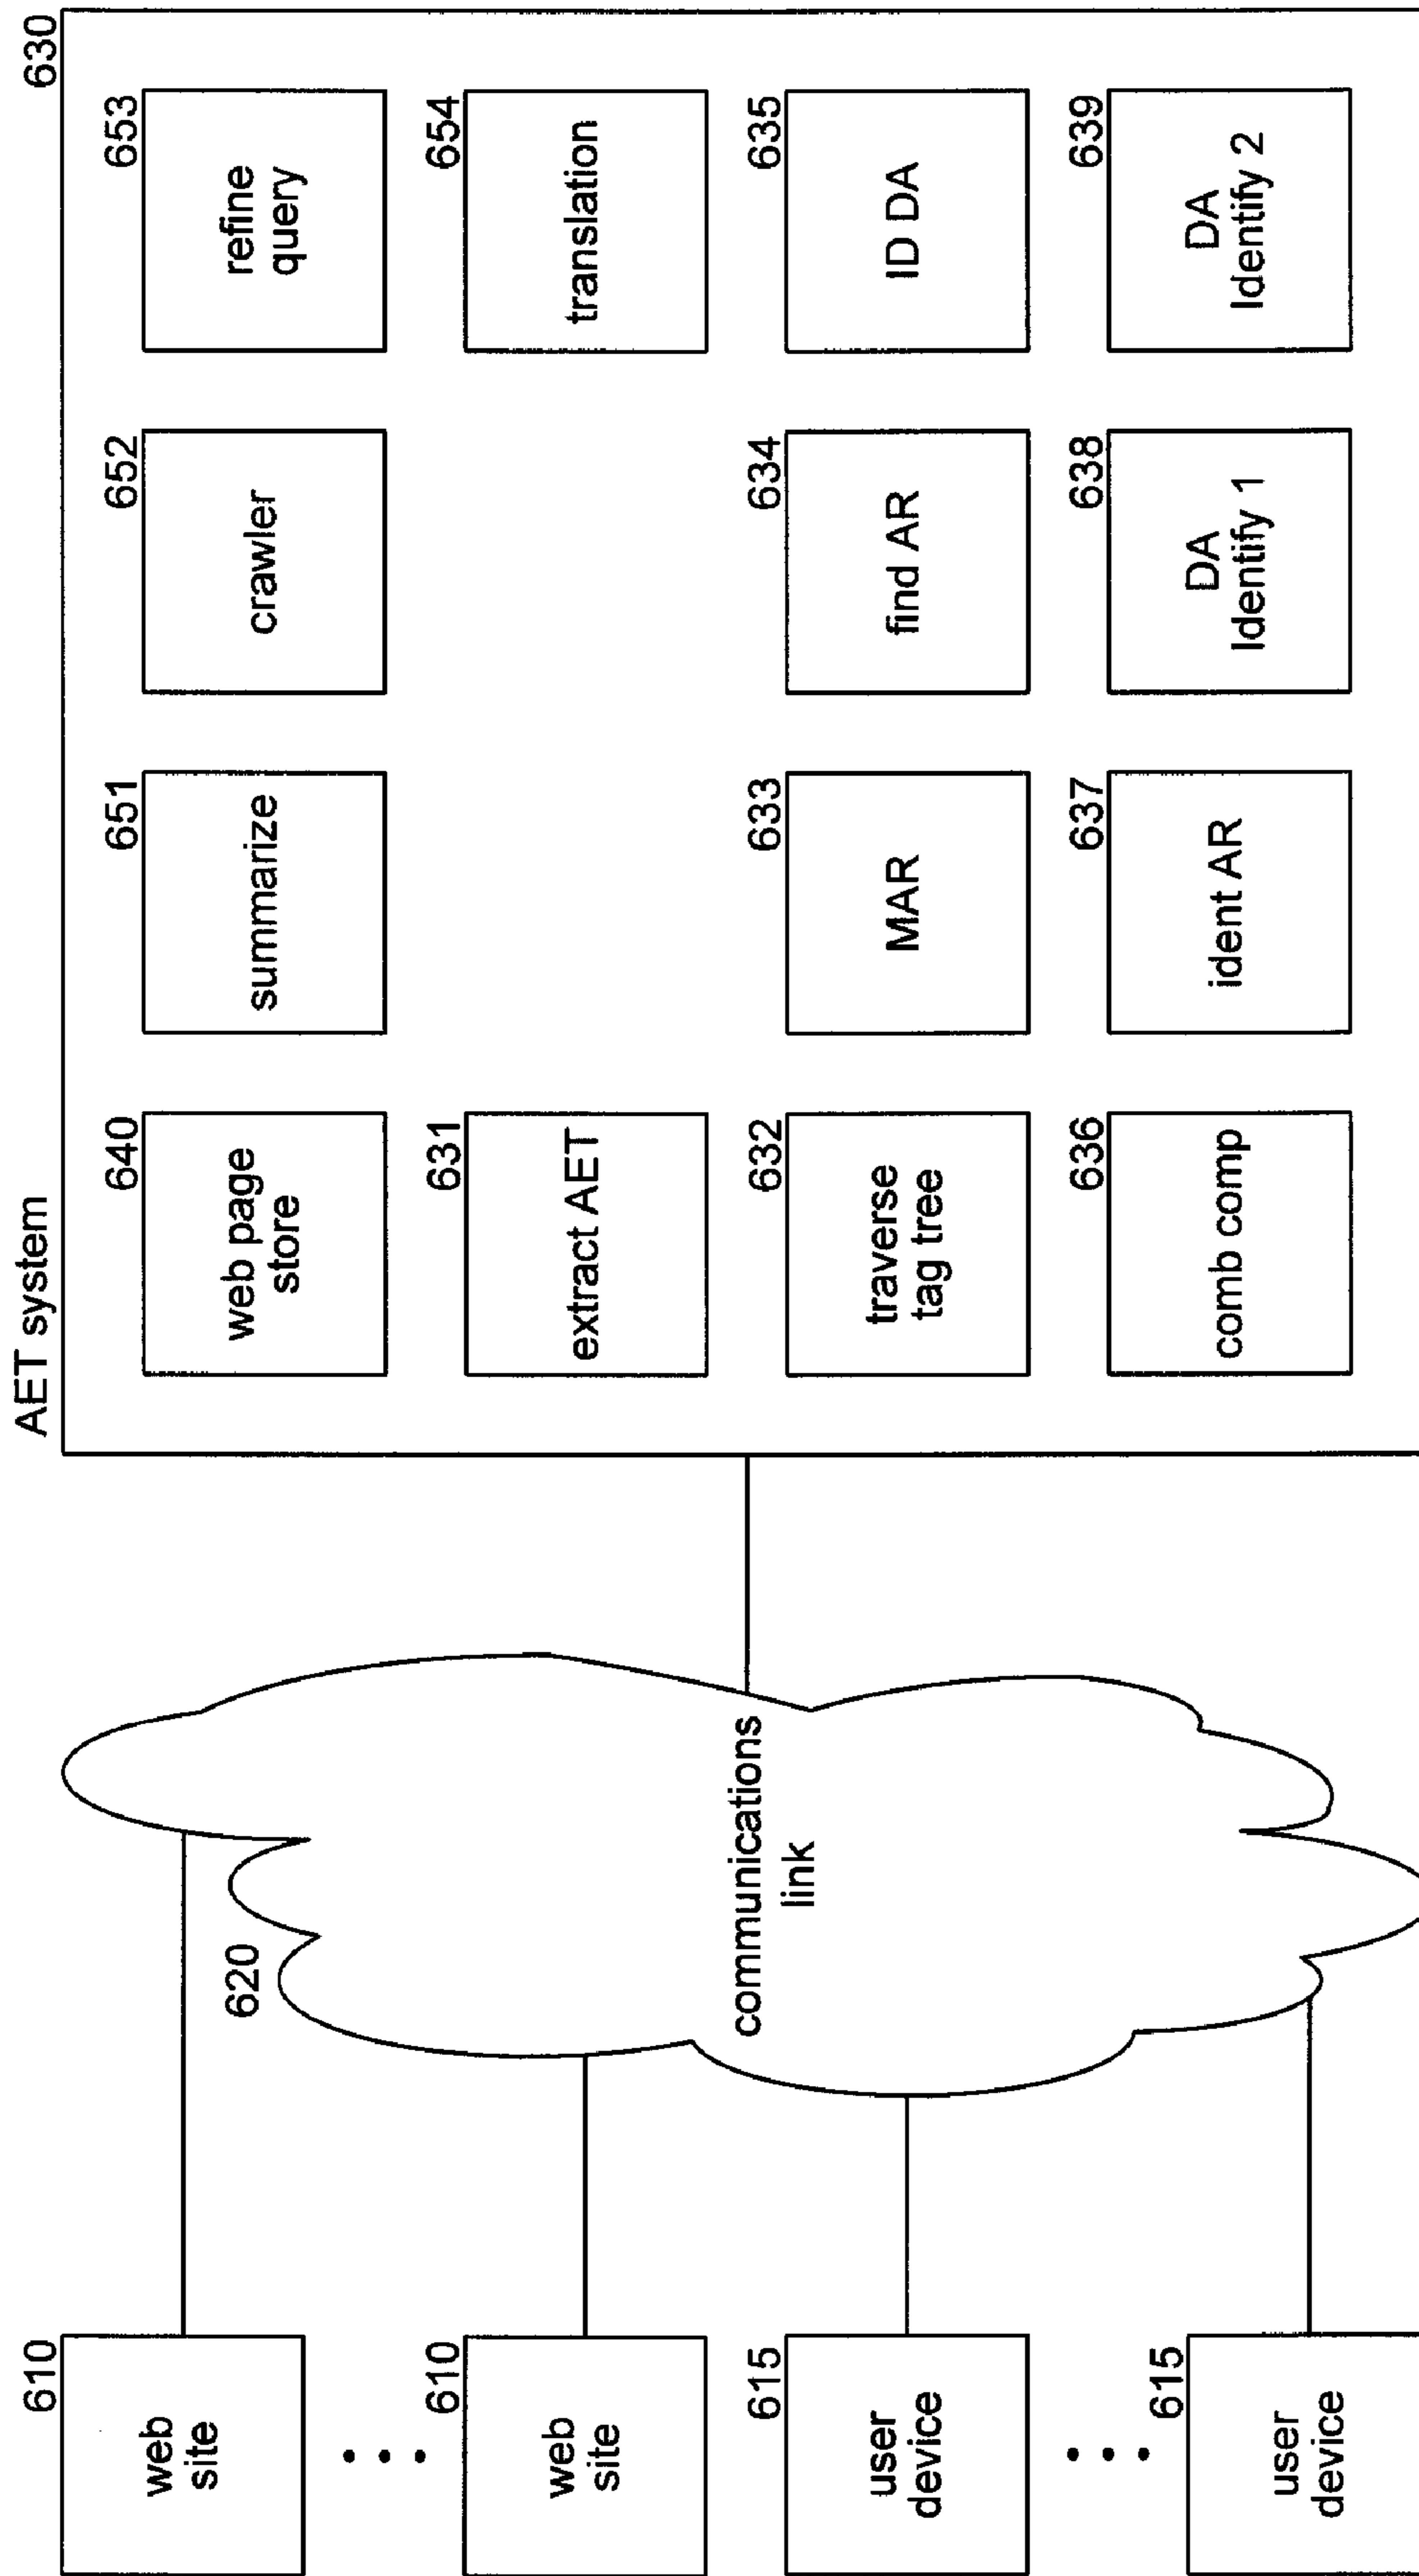 AET system
630
640
web page
store
651
summarize
652
crawler
653
refine
query
631
extract AET
654
translation
632
traverse
tag tree
633
MAR
634
find AR
635
ID DA
636
comb comp
637
ident AR
638
DA
Identify 1
639
DA
Identify 2
620
communications
link
610
web
site
610
web
site
615
user
device
615
user
device